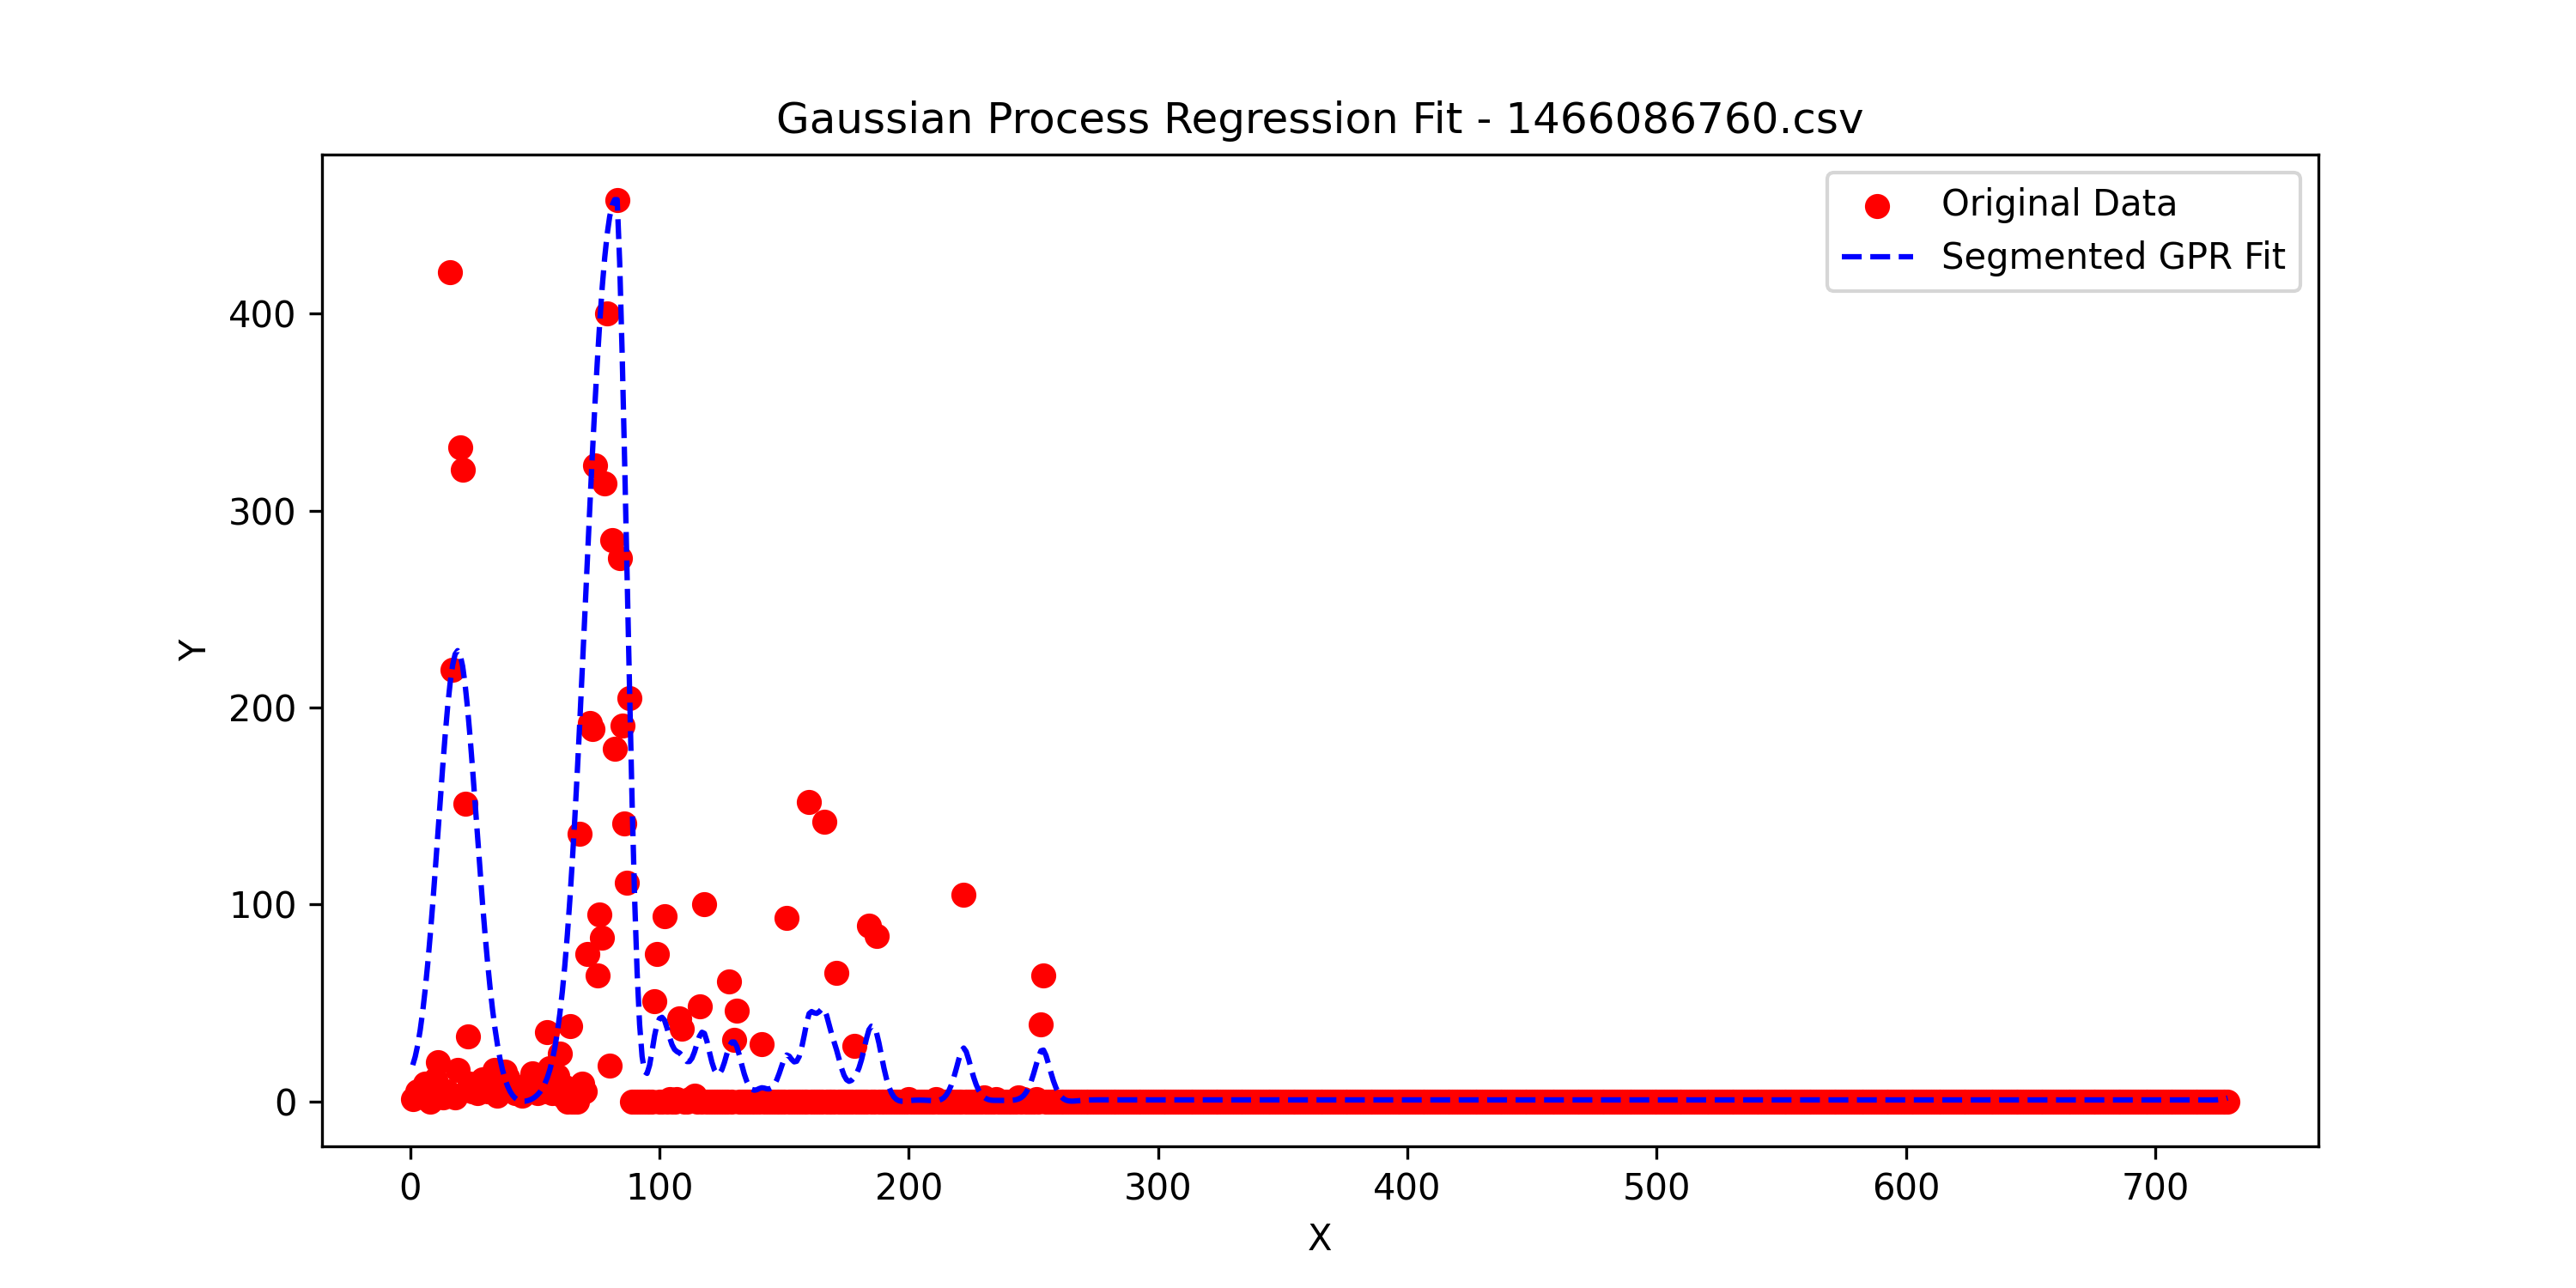 Gaussian Process Regression Fit - 1466086760.csv
Original Data
Segmented GPR Fit
400
300
200
100
0
Y
0 100 200 300 400 500 600 700
X